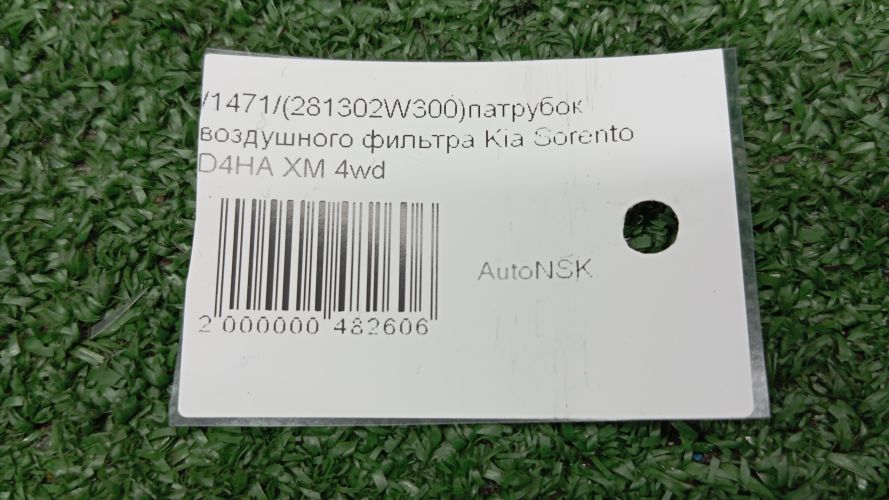 /1471/(281302W300)патрубок
воздушного фильтра Kia Sorento
D4HA XM 4wd
AutoNSK
2 000000 482606